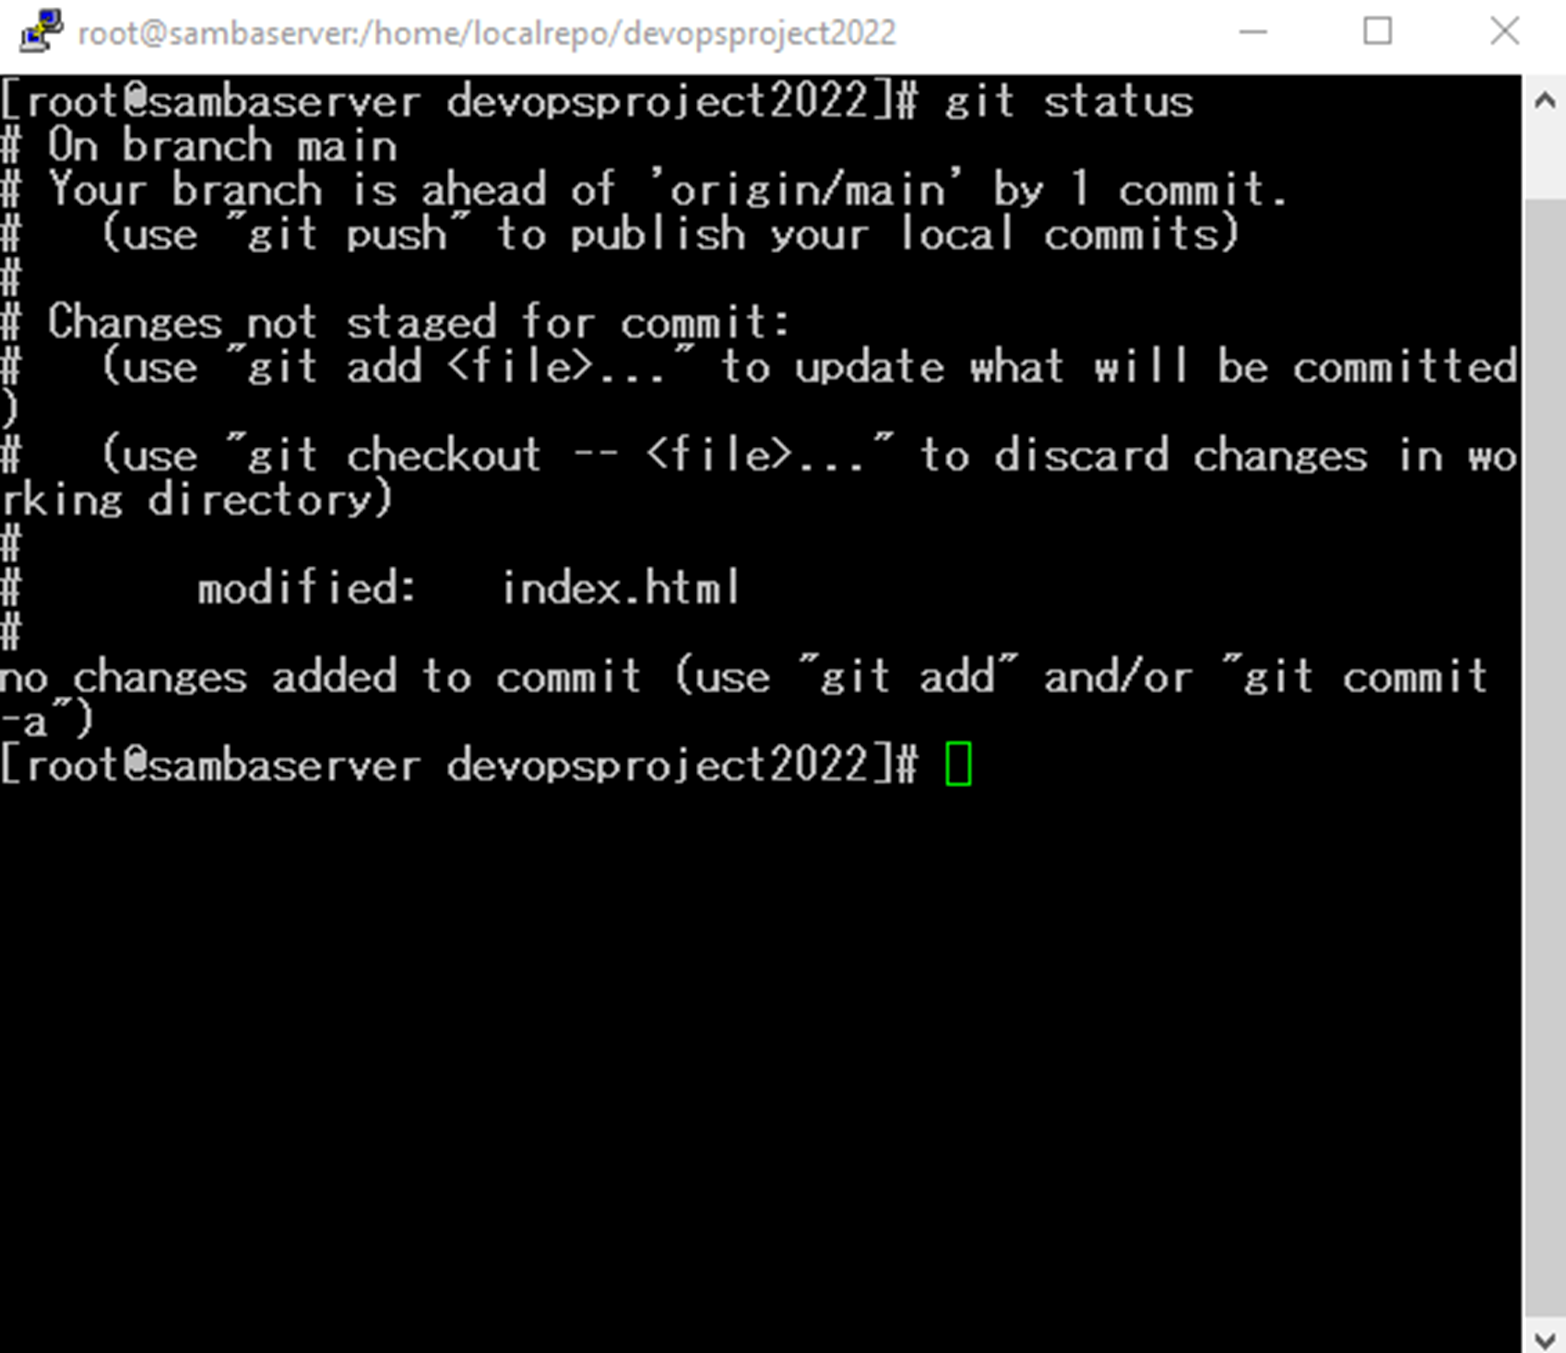 root@sambaserver:/home/localrepo/devopsproject2022
[root@sambaserver devopsproject2022]# git status
# On branch main
# Your branch is ahead of 'origin/main' by 1 commit.
#   (use "git push" to publish your local commits)
#
# Changes not staged for commit:
#   (use "git add <file>..." to update what will be committed
)
#   (use "git checkout -- <file>..." to discard changes in wo
rking directory)
#
#       modified:   index.html
#
no changes added to commit (use "git add" and/or "git commit
-a")
[root@sambaserver devopsproject2022]#